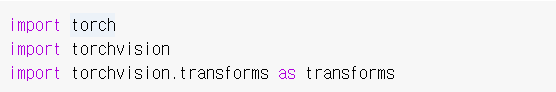 import torch
import torchvision
import torchvision.transforms as transforms